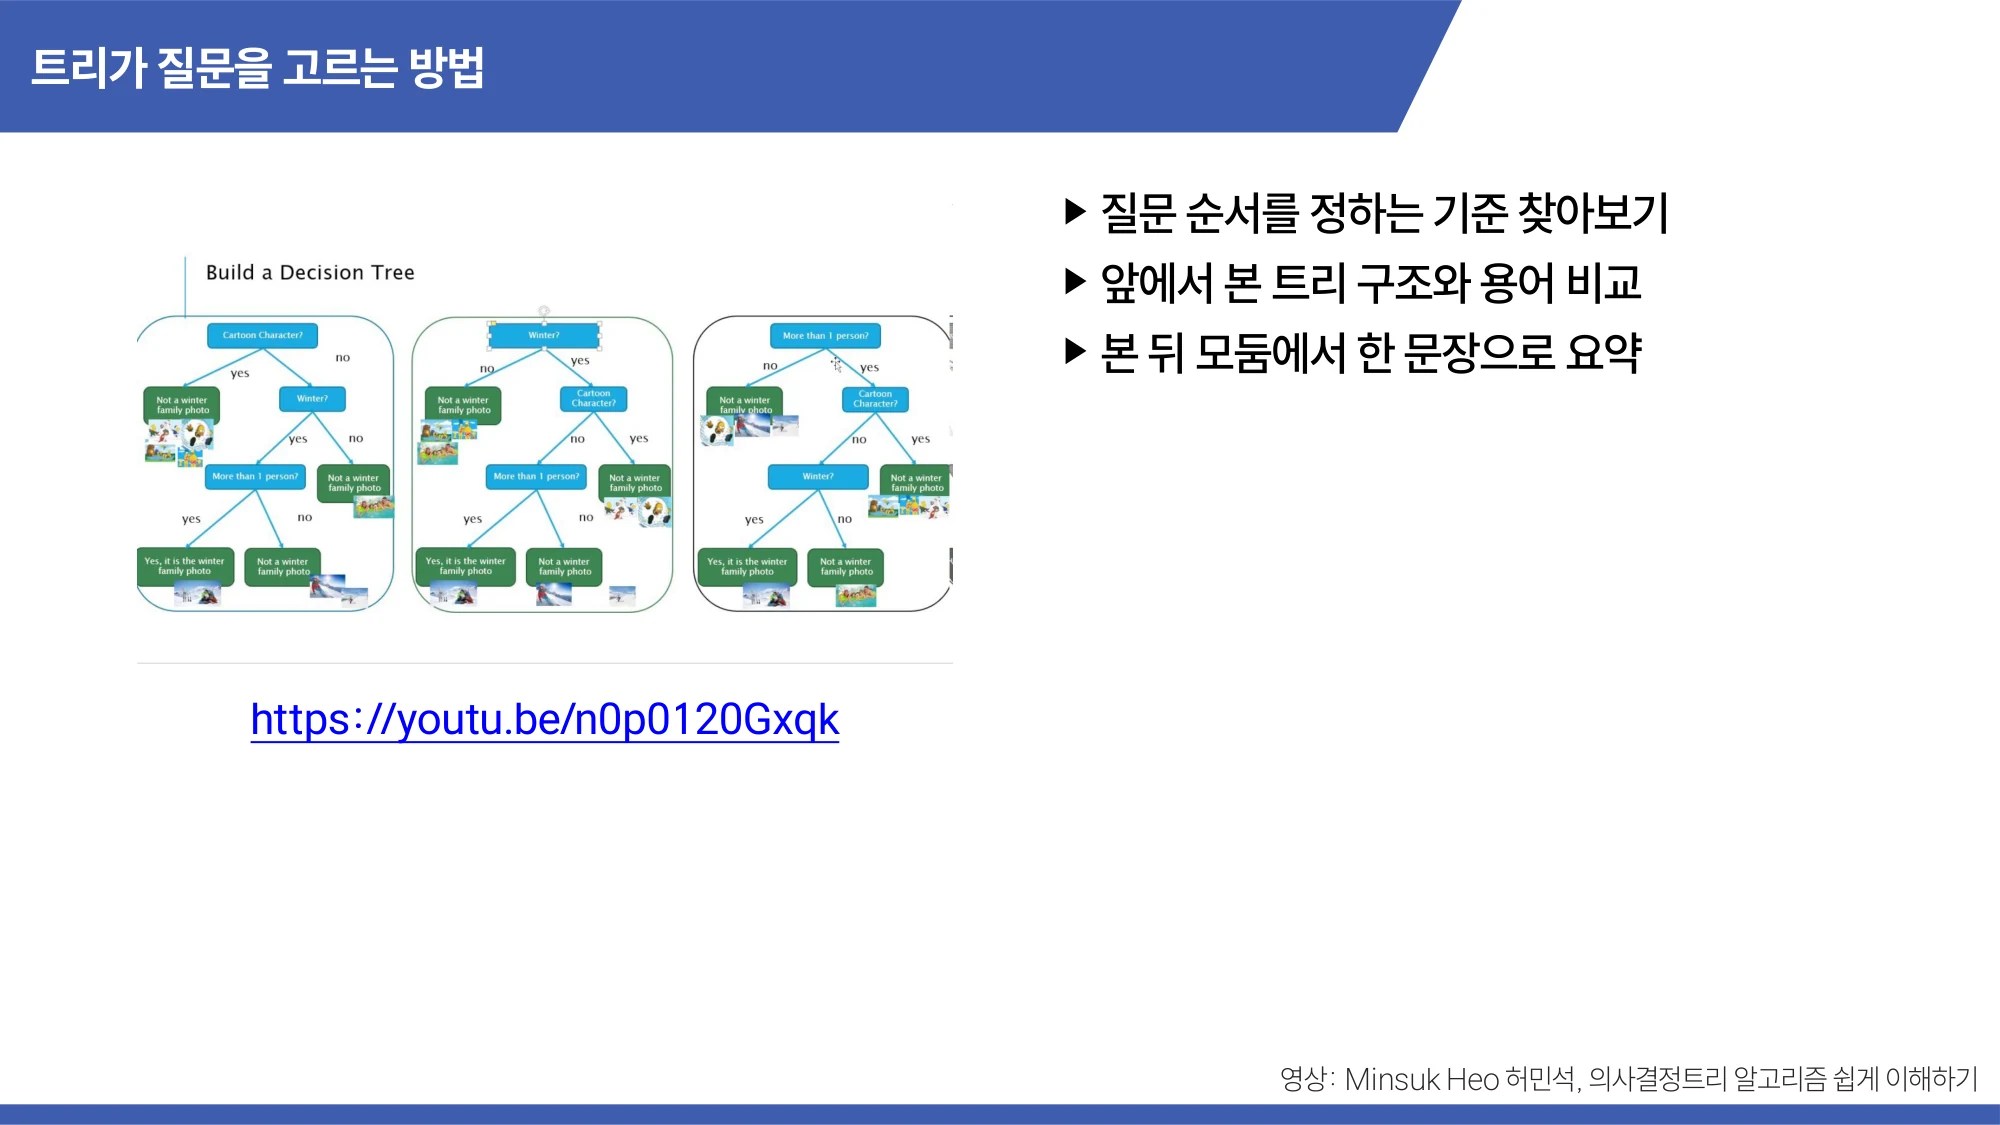 트리가 질문을 고르는 방법
Build a Decision Tree
Cartoon Character?
yes
no
Not a winter
family photo
Winter?
yes
no
More than 1 person?
Not a winter
family photo
yes
no
Yes, it is the winter
family photo
Not a winter
family photo
Winter?
no
yes
Not a winter
family photo
Cartoon
Character?
no
yes
More than 1 person?
Not a winter
family photo
yes
no
Yes, it is the winter
family photo
Not a winter
family photo
More than 1 person?
no
yes
Not a winter
family photo
Cartoon
Character?
no
yes
Winter?
Not a winter
family photo
yes
no
Yes, it is the winter
family photo
Not a winter
family photo
https://youtu.be/n0p0120Gxqk
▶ 질문 순서를 정하는 기준 찾아보기
▶ 앞에서 본 트리 구조와 용어 비교
▶ 본 뒤 모둠에서 한 문장으로 요약
영상: Minsuk Heo 허민석, 의사결정트리 알고리즘 쉽게 이해하기